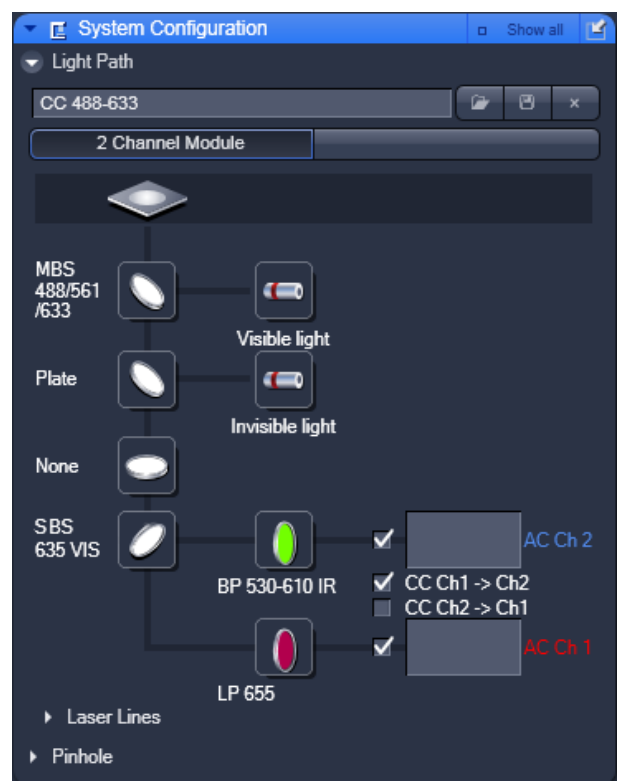 System Configuration
Show all
Light Path
CC 488-633
2 Channel Module
MBS
488/561
/633
Visible light
Plate
Invisible light
None
SBS
635 VIS
BP 530-610 IR
AC Ch 2
CC Ch1 -> Ch2
CC Ch2 -> Ch1
LP 655
AC Ch 1
Laser Lines
Pinhole